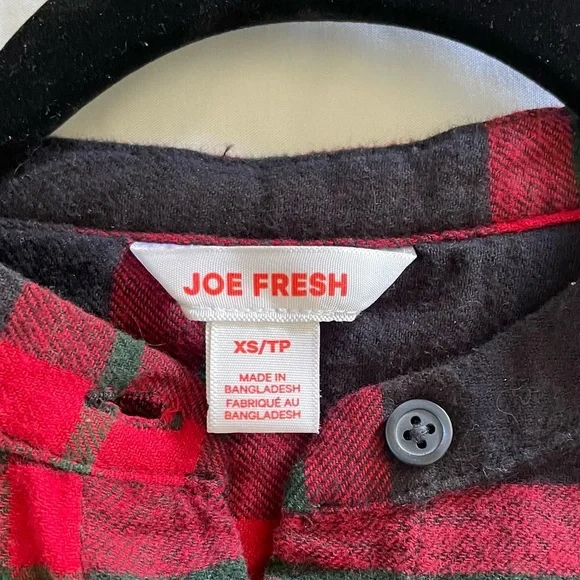 JOE FRESH
XS/TP
MADE IN
BANGLADESH
FABRIQUÉ AU
BANGLADESH